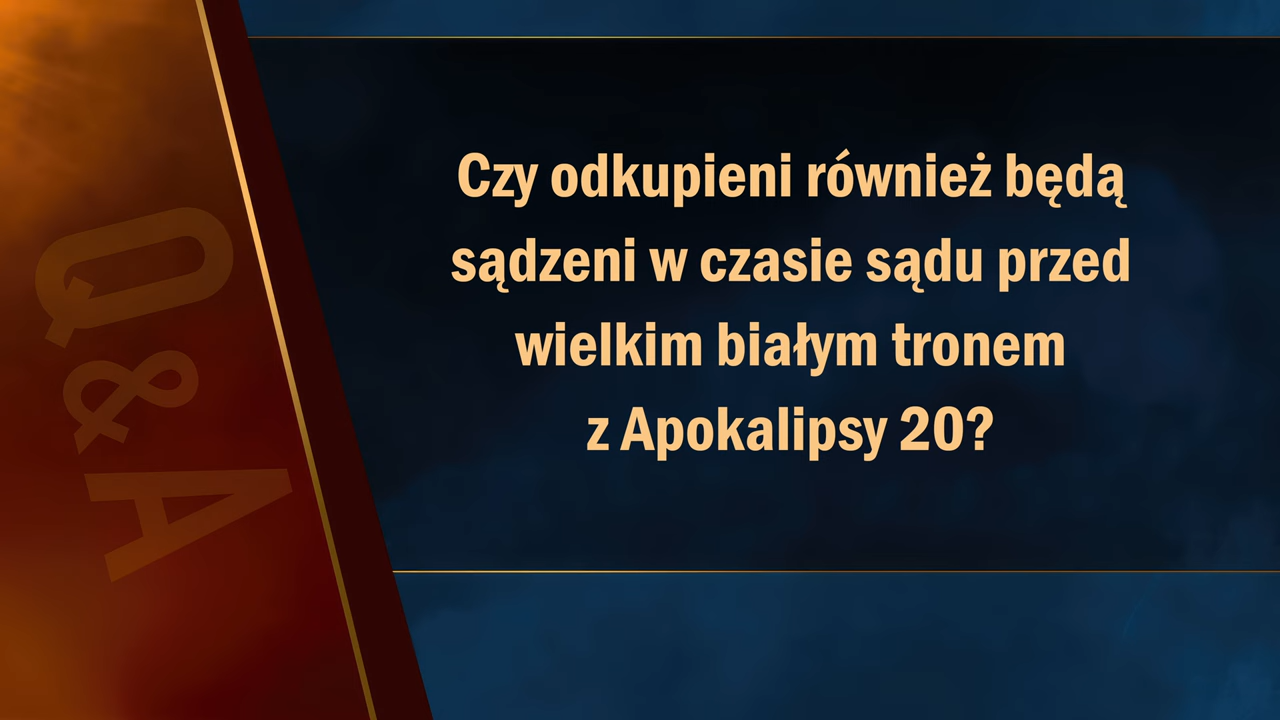 Q & A
Czy odkupieni również będą
sądzeni w czasie sądu przed
wielkim białym tronem
z Apokalipsy 20?